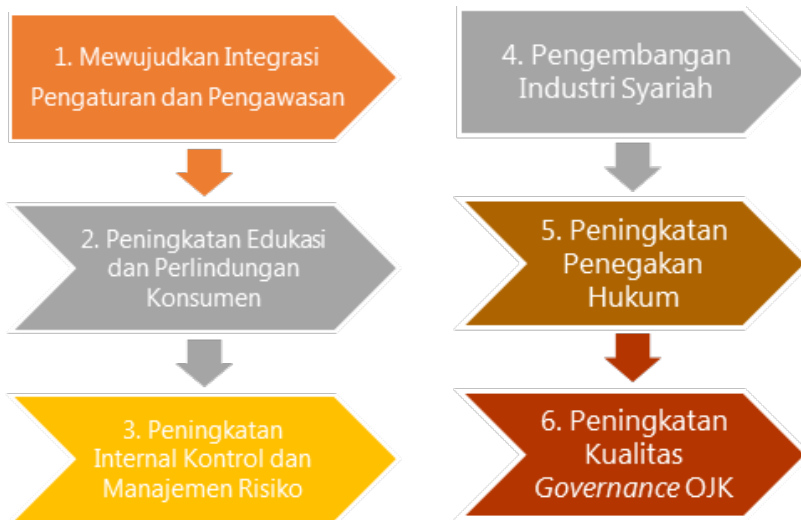 1. Mewujudkan Integrasi
Pengaturan dan Pengawasan
2. Peningkatan Edukasi
dan Perlindungan
Konsumen
3. Peningkatan
Internal Kontrol dan
Manajemen Risiko
4. Pengembangan
Industri Syariah
5. Peningkatan
Penegakan
Hukum
6. Peningkatan
Kualitas
Governance OJK